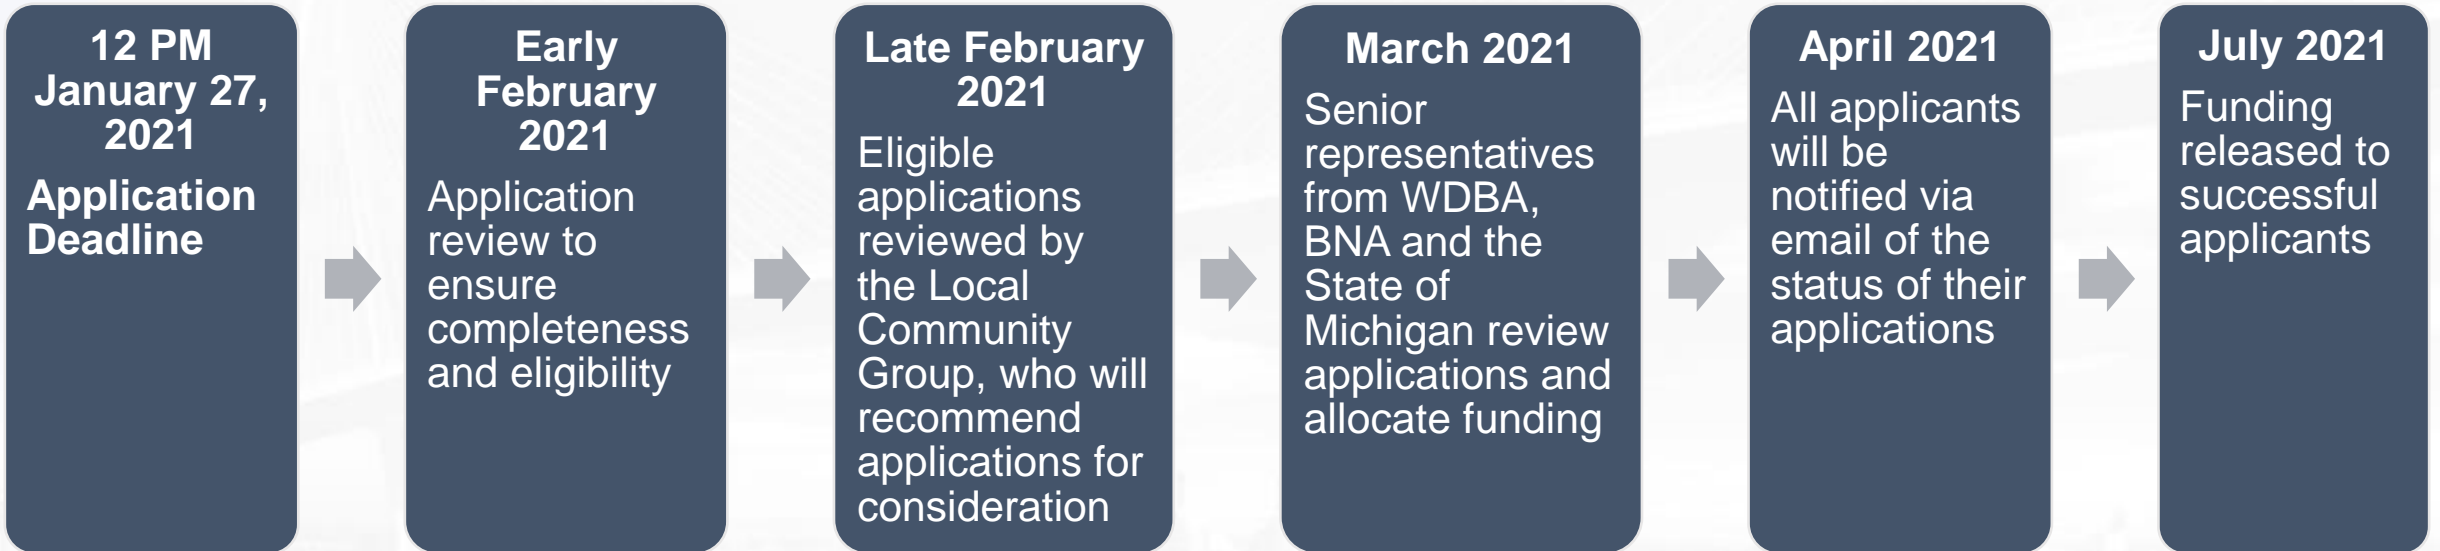 12 PM
January 27,
2021
Application
Deadline
Early
February
2021
Application
review to
ensure
completeness
and eligibility
Late February
2021
Eligible
applications
reviewed by
the Local
Community
Group, who will
recommend
applications for
consideration
March 2021
Senior
representatives
from WDBA,
BNA and the
State of
Michigan review
applications and
allocate funding
April 2021
All applicants
will be
notified via
email of the
status of their
applications
July 2021
Funding
released to
successful
applicants